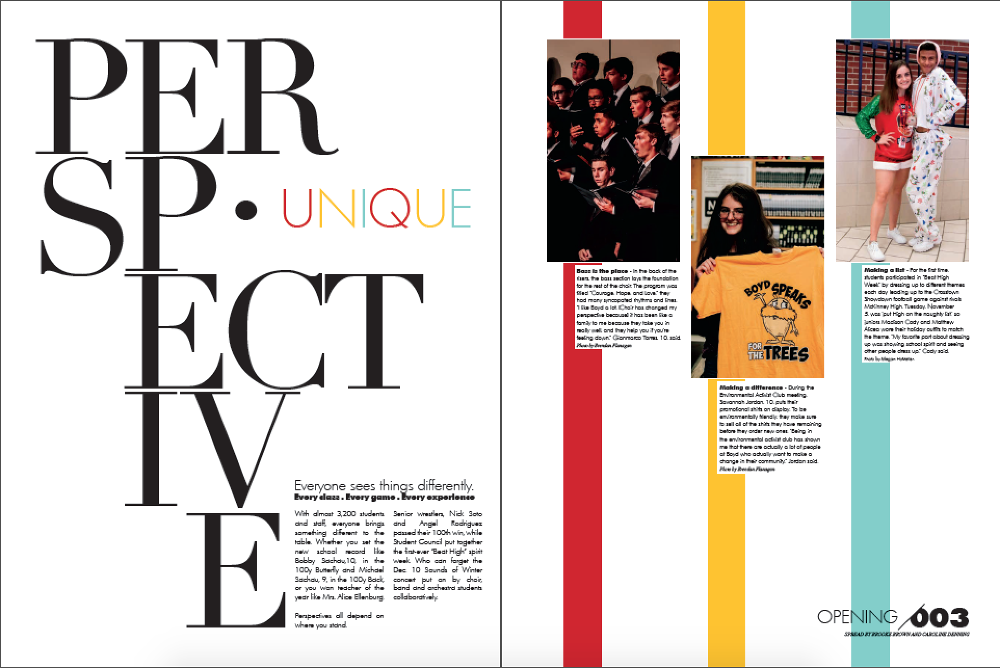 PER
SP • UNIQUE
ECT
IV
E
Everyone sees things differently.
Every class . Every game . Every experience
With almost 3,200 students
and staff, everyone brings
something different to the
table. Whether you set the
new school record like
Bobby Sachau,10, in the
100y Butterfly and Michael
Sachau, 9, in the 100y Back,
or you won teacher of the
year like Mrs. Alice Ellenburg.
Perspectives all depend on
where you stand.
Senior wrestlers, Nick Soto
and Angel Rodriguez
passed their 100th win, while
Student Council put together
the first-ever "Beat High" spirit
week. Who can forget the
Dec. 10 Sounds of Winter
concert put on by choir,
band and orchestra students
collaboratively.
Bass is the place - In the back of the
risers, the bass section lays the foundation
for the rest of the choir. The program was
titled "Courage, Hope, and Love," they
had many syncopated rhythms and lines.
"I like Boyd a lot. (Choir has changed my
perspective because) it has been like a
family to me because they take you in
really well, and they help you if you're
feeling down." Gianmarco Torres, 10, said.
Photo by Brendan Flanagan
BOYD SPEAKS
FOR
THE TREES
Making a difference - During the
Environmental Activist Club meeting,
Savannah Jordan, 10, puts their
promotional shirts on display. To be
environmentally friendly, they make sure
to sell all of the shirts they have remaining
before they order new ones. "Being in
the environmental activist club has shown
me that there are actually a lot of people
at Boyd who actually want to make a
change in their community." Jordan said.
Photo by Brendan Flanagan
Making a list - For the first time,
students participated in "Beat High
Week" by dressing up to different themes
each day leading up to the Crosstown
Showdown football game against rivals
McKinney High. Tuesday, November
5, was 'put High on the naughty list' so
juniors Madison Cody and Matthew
Alicea wore their holiday outfits to match
the theme. "My favorite part about dressing
up was showing school spirit and seeing
other people dress up." Cody said.
Photo by Megan
OPENING /003
SPREAD BY BROOKE BROWN AND CAROLINE DENNING